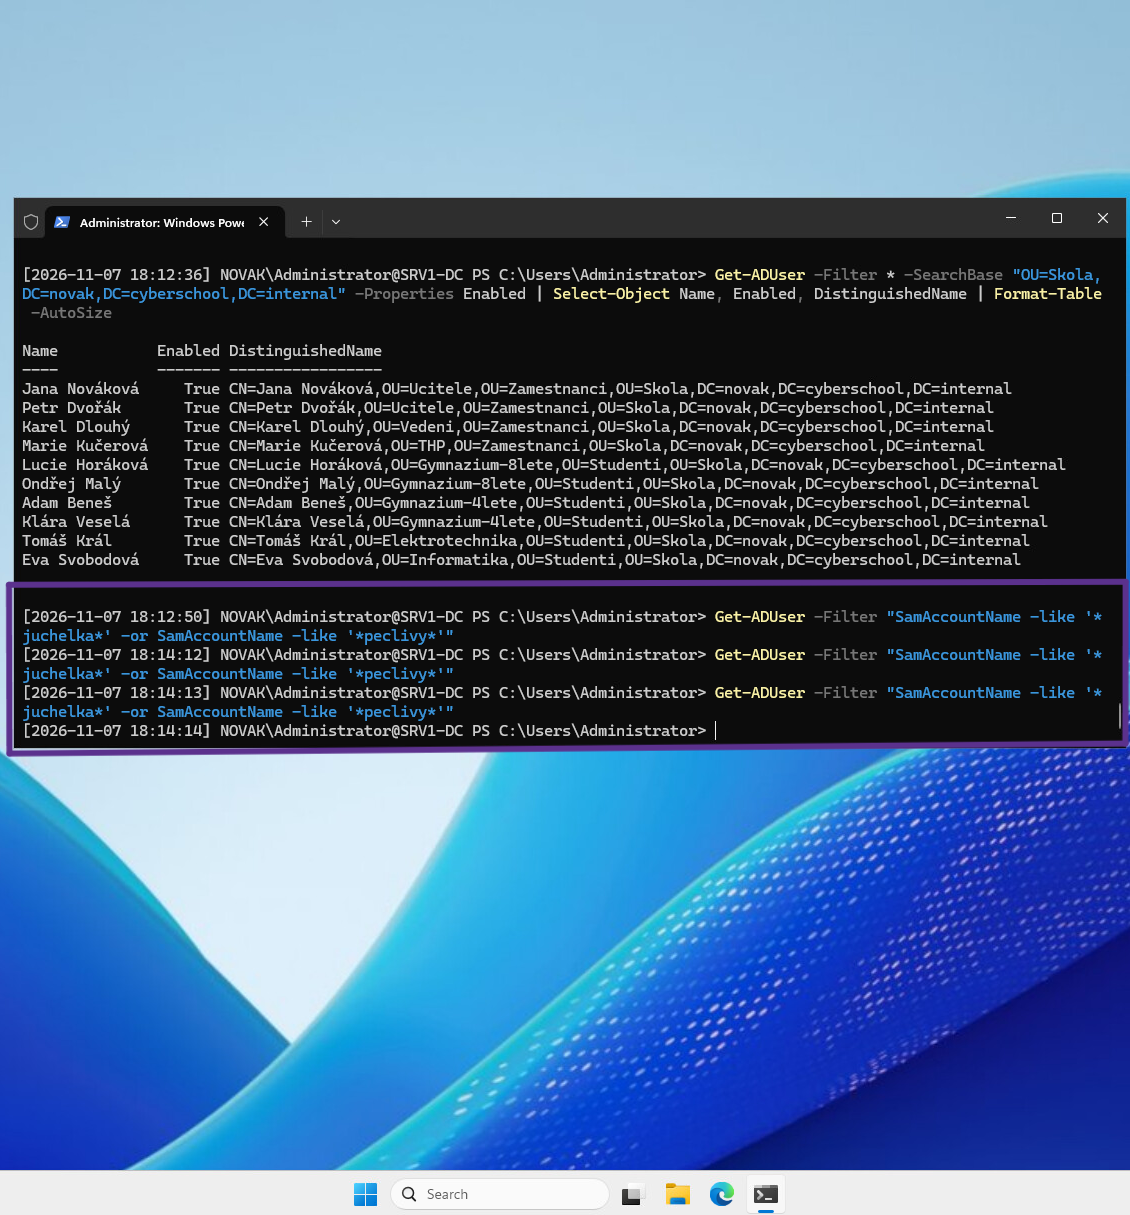 Administrator: Windows Powe
[2026-11-07 18:12:36] NOVAK\Administrator@SRV1-DC PS C:\Users\Administrator> Get-ADUser -Filter * -SearchBase "OU=Skola,
DC=novak,DC=cyberschool,DC=internal" -Properties Enabled | Select-Object Name, Enabled, DistinguishedName | Format-Table
-AutoSize
Name Enabled DistinguishedName
---- ------- -----------------
Jana Nováková True CN=Jana Nováková,OU=Ucitele,OU=Zamestnanci,OU=Skola,DC=novak,DC=cyberschool,DC=internal
Petr Dvořák True CN=Petr Dvořák,OU=Ucitele,OU=Zamestnanci,OU=Skola,DC=novak,DC=cyberschool,DC=internal
Karel Dlouhý True CN=Karel Dlouhý,OU=Vedeni,OU=Zamestnanci,OU=Skola,DC=novak,DC=cyberschool,DC=internal
Marie Kučerová True CN=Marie Kučerová,OU=THP,OU=Zamestnanci,OU=Skola,DC=novak,DC=cyberschool,DC=internal
Lucie Horáková True CN=Lucie Horáková,OU=Gymnazium-8lete,OU=Studenti,OU=Skola,DC=novak,DC=cyberschool,DC=internal
Ondřej Malý True CN=Ondřej Malý,OU=Gymnazium-8lete,OU=Studenti,OU=Skola,DC=novak,DC=cyberschool,DC=internal
Adam Beneš True CN=Adam Beneš,OU=Gymnazium-4lete,OU=Studenti,OU=Skola,DC=novak,DC=cyberschool,DC=internal
Klára Veselá True CN=Klára Veselá,OU=Gymnazium-4lete,OU=Studenti,OU=Skola,DC=novak,DC=cyberschool,DC=internal
Tomáš Král True CN=Tomáš Král,OU=Elektrotechnika,OU=Studenti,OU=Skola,DC=novak,DC=cyberschool,DC=internal
Eva Svobodová True CN=Eva Svobodová,OU=Informatika,OU=Studenti,OU=Skola,DC=novak,DC=cyberschool,DC=internal
[2026-11-07 18:12:50] NOVAK\Administrator@SRV1-DC PS C:\Users\Administrator> Get-ADUser -Filter "SamAccountName -like '*
juchelka*' -or SamAccountName -like '*peclivy*'"
[2026-11-07 18:14:12] NOVAK\Administrator@SRV1-DC PS C:\Users\Administrator> Get-ADUser -Filter "SamAccountName -like '*
juchelka*' -or SamAccountName -like '*peclivy*'"
[2026-11-07 18:14:13] NOVAK\Administrator@SRV1-DC PS C:\Users\Administrator> Get-ADUser -Filter "SamAccountName -like '*
juchelka*' -or SamAccountName -like '*peclivy*'"
[2026-11-07 18:14:14] NOVAK\Administrator@SRV1-DC PS C:\Users\Administrator>
Search